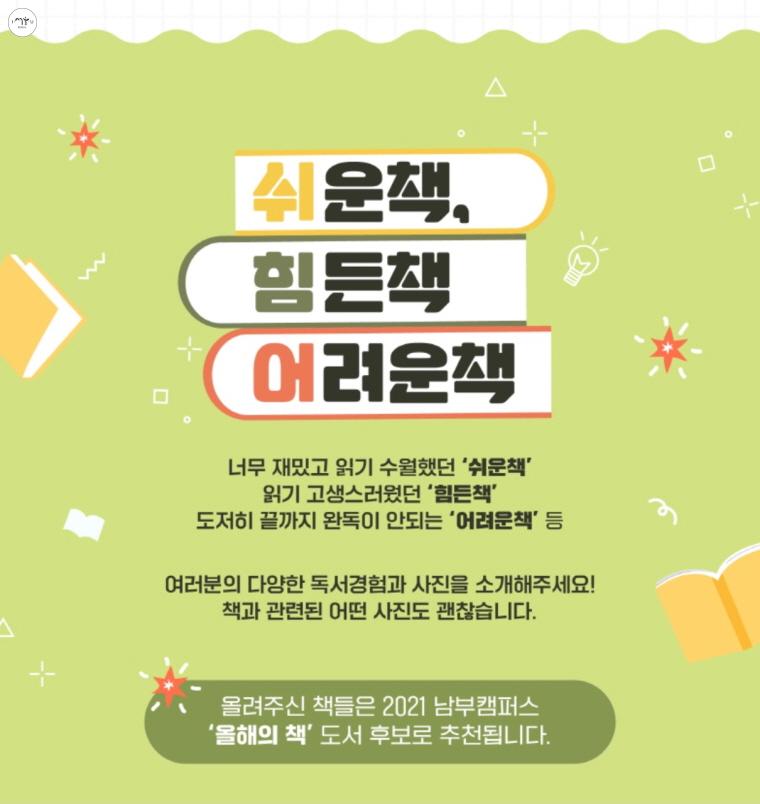 쉬운책,
힘든책
어려운책
너무 재밌고 읽기 수월했던 ‘쉬운책’
읽기 고생스러웠던 ‘힘든책’
도저히 끝까지 완독이 안되는 ‘어려운책’ 등
여러분의 다양한 독서경험과 사진을 소개해주세요!
책과 관련된 어떤 사진도 괜찮습니다.
올려주신 책들은 2021 남부캠퍼스
‘올해의 책’ 도서 후보로 추천됩니다.